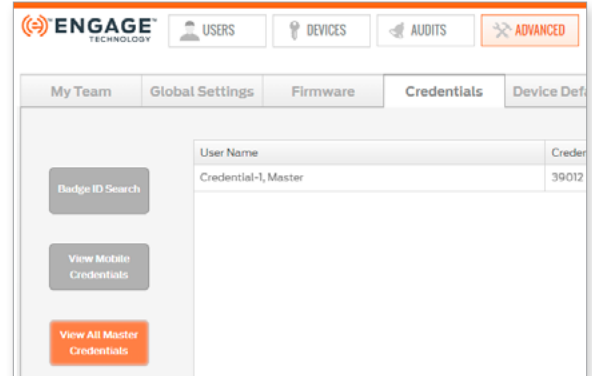 ENGAGE™
TECHNOLOGY
USERS
DEVICES
AUDITS
ADVANCED
My Team
Global Settings
Firmware
Credentials
Device Defa
User Name
Creden
Credential-1, Master
39012
Badge ID Search
View Mobile
Credentials
View All Master
Credentials